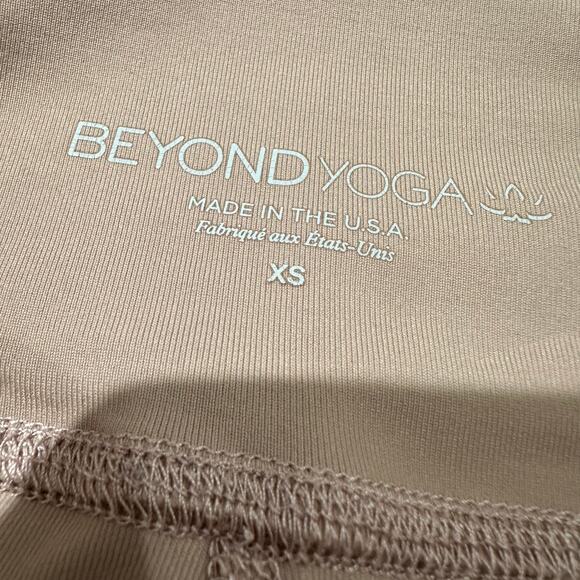 BEYOND YOGA
MADE IN THE U.S.A.
Fabriqué aux États-Unis
XS